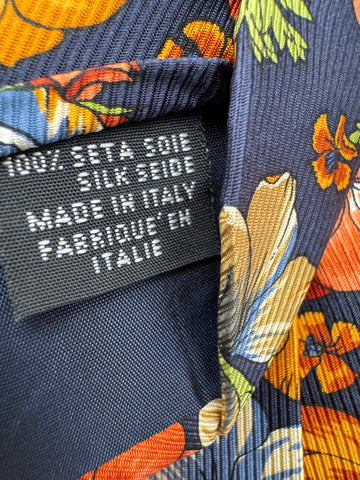 100% SETA SOIE
SILK SEIDE
MADE IN ITALY
FABRIQUE' EN
ITALIE